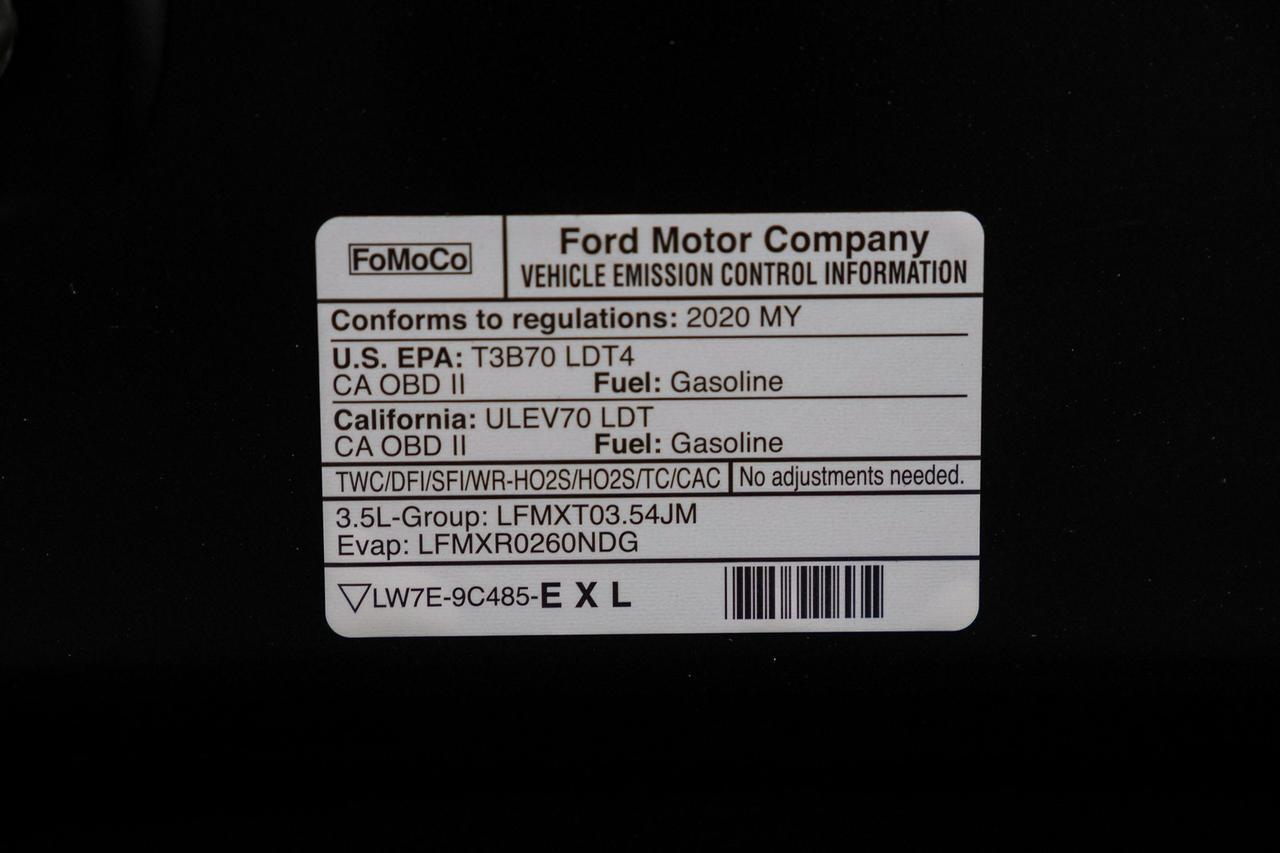 FoMoCo
Ford Motor Company
VEHICLE EMISSION CONTROL INFORMATION
Conforms to regulations: 2020 MY
U.S. EPA: T3B70 LDT4
CA OBD II Fuel: Gasoline
California: ULEV70 LDT
CA OBD II Fuel: Gasoline
TWC/DFI/SFI/WR-HO2S/HO2S/TC/CAC No adjustments needed.
3.5L-Group: LFMXT03.54JM
Evap: LFMXR0260NDG
LW7E-9C485-E X L